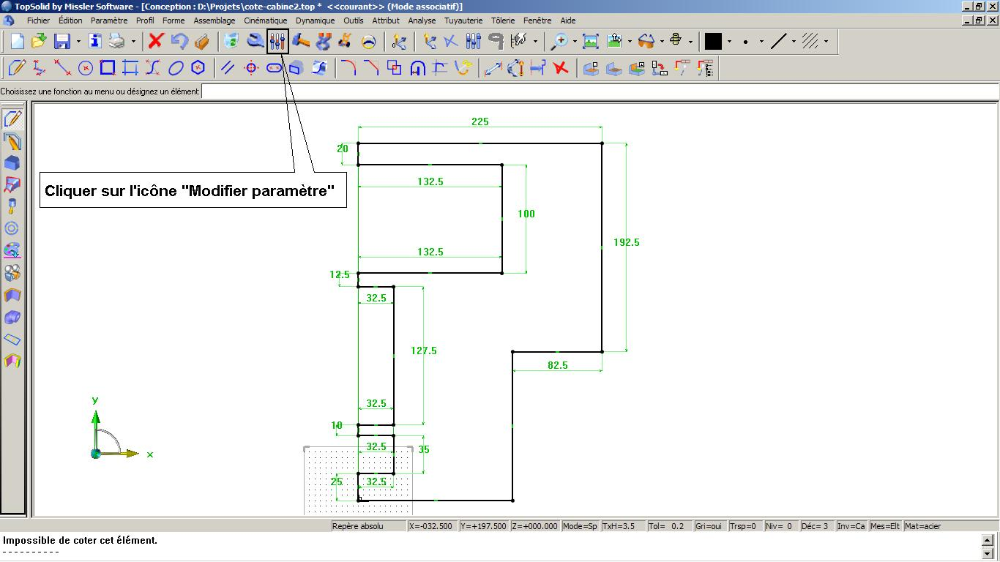 TopSolid by Missler Software - [Conception : D:\Projets\cote-cabine2.top * <<courant>> (Mode associatif)]
Fichier Édition Paramètre Profil Forme Assemblage Cinématique Dynamique Outils Attribut Analyse Tuyauterie Tôlerie Fenêtre Aide
Choisissez une fonction au menu ou désignez un élément:
225
20
132.5
Cliquer sur l'icône "Modifier paramètre"
100
192.5
132.5
12.5
32.5
127.5
82.5
32.5
y
10
32.5
35
x
25
32.5
Repère absolu X=-032.500 Y=+197.500 Z=+000.000 Mode=Sp TxH=3.5 Tol= 0.2 Gri=oui Trsp=0 Niv= 0 Déc= 3 Inv=Ca Mes=Elt Mat=acier
Impossible de coter cet élément.
- - - - - - - - - -